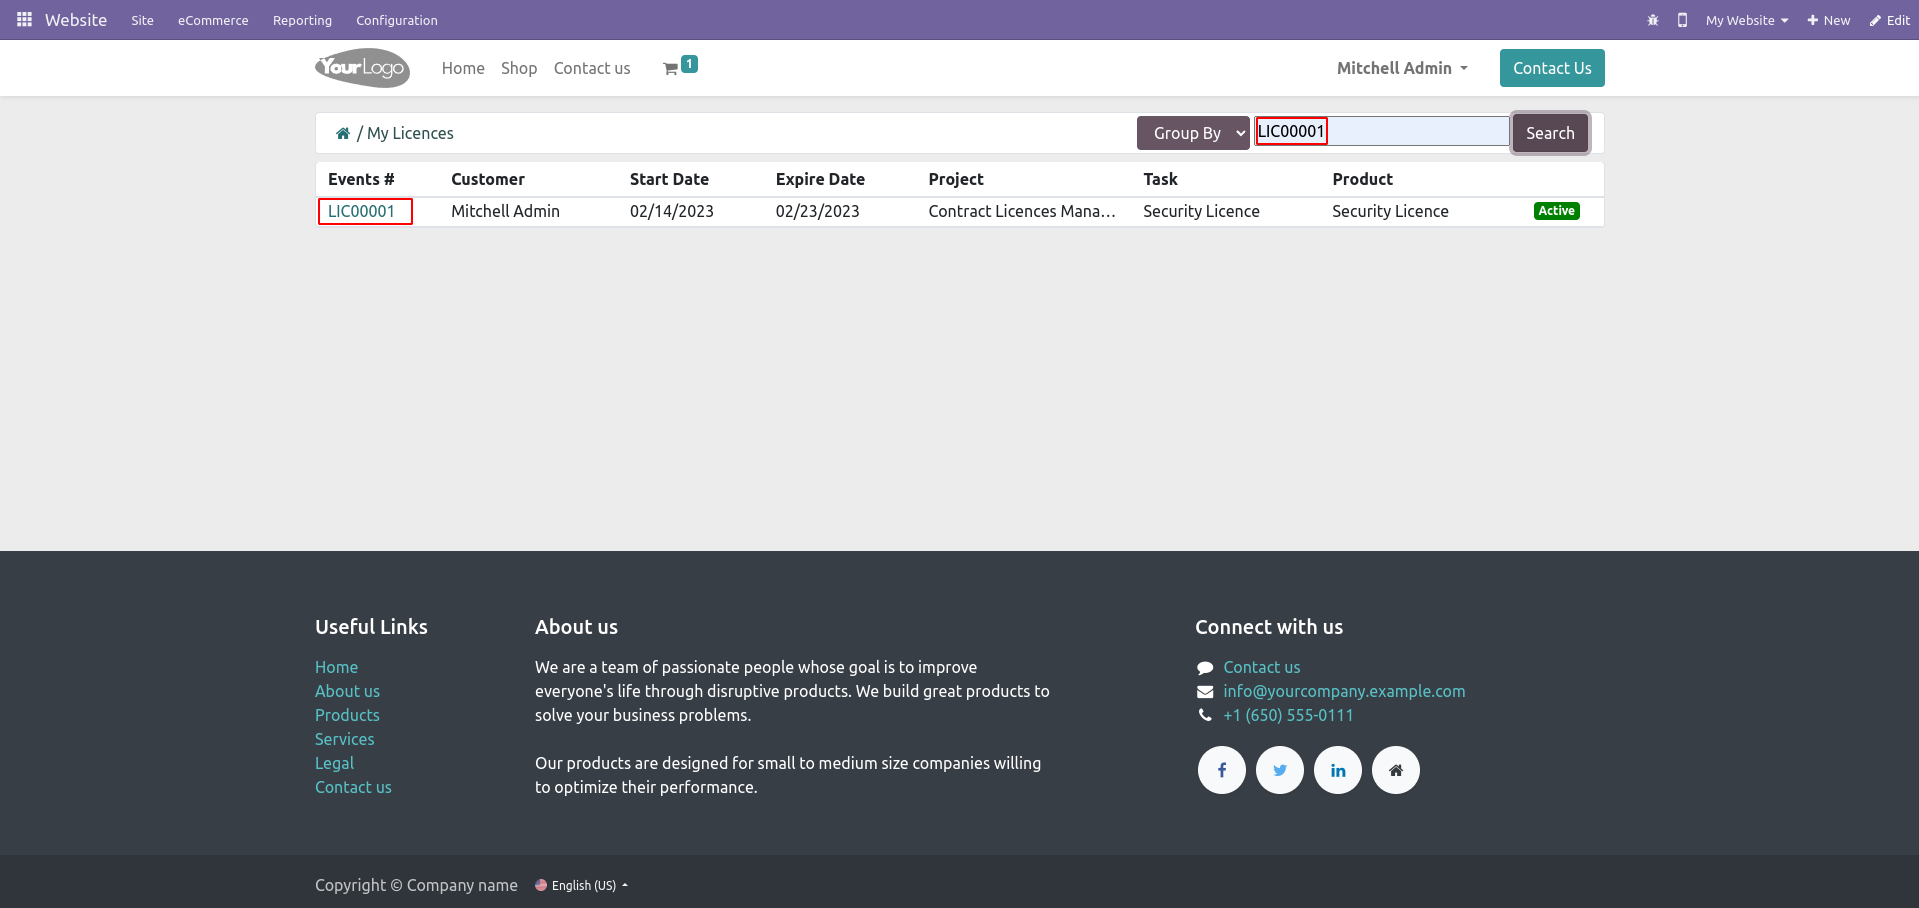 Website Site eCommerce Reporting Configuration My Website New Edit
YourLogo Home Shop Contact us 1 Mitchell Admin Contact Us
/ My Licences Group By LIC00001 Search
Events # Customer Start Date Expire Date Project Task Product
LIC00001 Mitchell Admin 02/14/2023 02/23/2023 Contract Licences Mana... Security Licence Security Licence Active
Useful Links
Home
About us
Products
Services
Legal
Contact us
About us
We are a team of passionate people whose goal is to improve
everyone's life through disruptive products. We build great products to
solve your business problems.
Our products are designed for small to medium size companies willing
to optimize their performance.
Connect with us
Contact us
info@yourcompany.example.com
+1 (650) 555-0111
Copyright © Company name English (US)